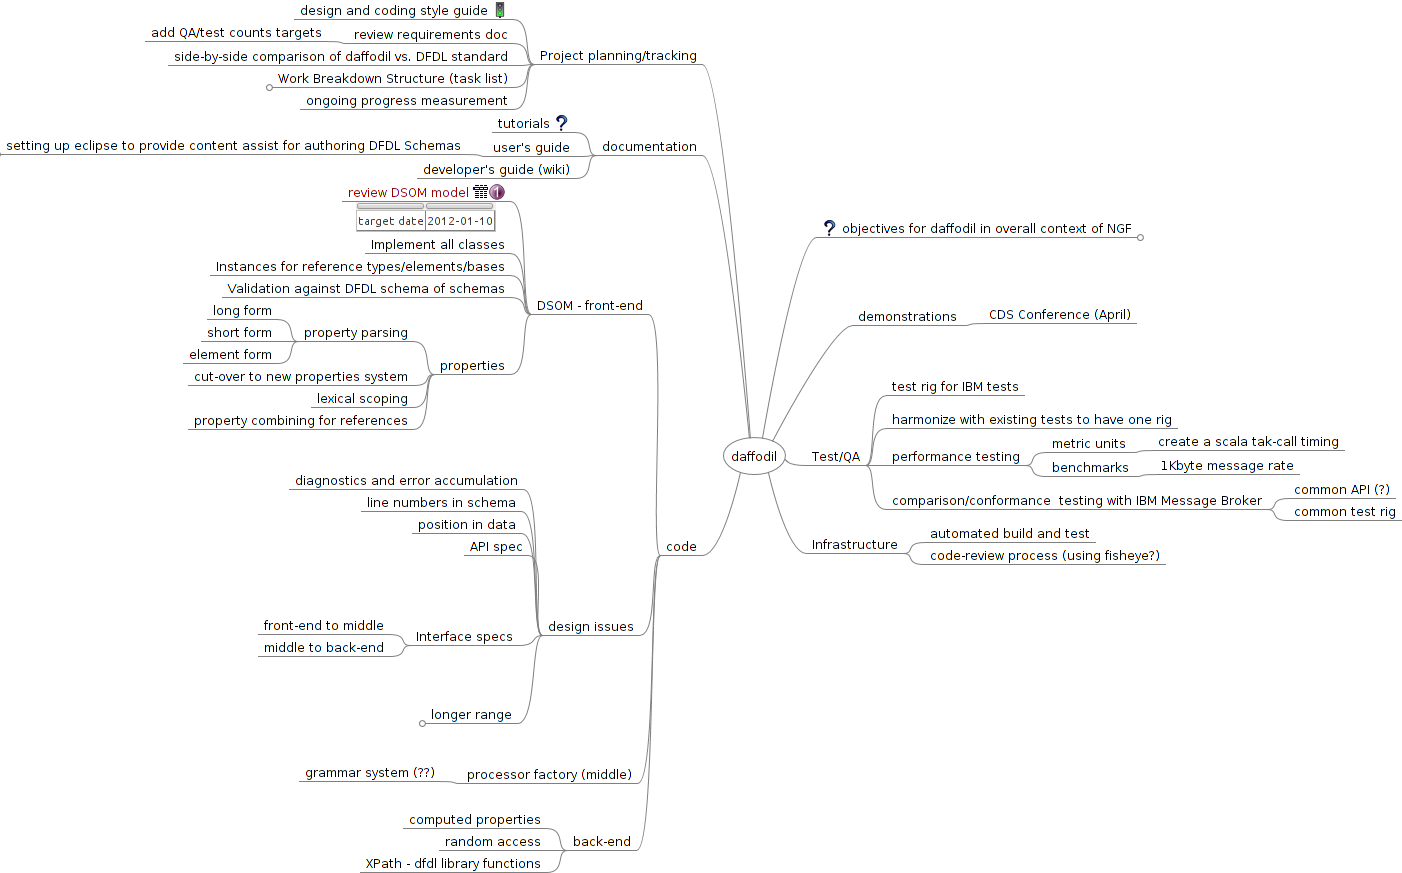 design and coding style guide
add QA/test counts targets
review requirements doc
side-by-side comparison of daffodil vs. DFDL standard
Work Breakdown Structure (task list)
ongoing progress measurement
Project planning/tracking
tutorials
setting up eclipse to provide content assist for authoring DFDL Schemas
user's guide
developer's guide (wiki)
documentation
review DSOM model
target date 2012-01-10
Implement all classes
Instances for reference types/elements/bases
Validation against DFDL schema of schemas
DSOM - front-end
long form
short form
element form
property parsing
cut-over to new properties system
lexical scoping
property combining for references
properties
diagnostics and error accumulation
line numbers in schema
position in data
API spec
front-end to middle
middle to back-end
Interface specs
longer range
design issues
code
grammar system (??)
processor factory (middle)
computed properties
random access
XPath - dfdl library functions
back-end
daffodil
objectives for daffodil in overall context of NGF
demonstrations
CDS Conference (April)
Test/QA
test rig for IBM tests
harmonize with existing tests to have one rig
performance testing
metric units
create a scala tak-call timing
benchmarks
1Kbyte message rate
comparison/conformance  testing with IBM Message Broker
common API (?)
common test rig
Infrastructure
automated build and test
code-review process (using fisheye?)